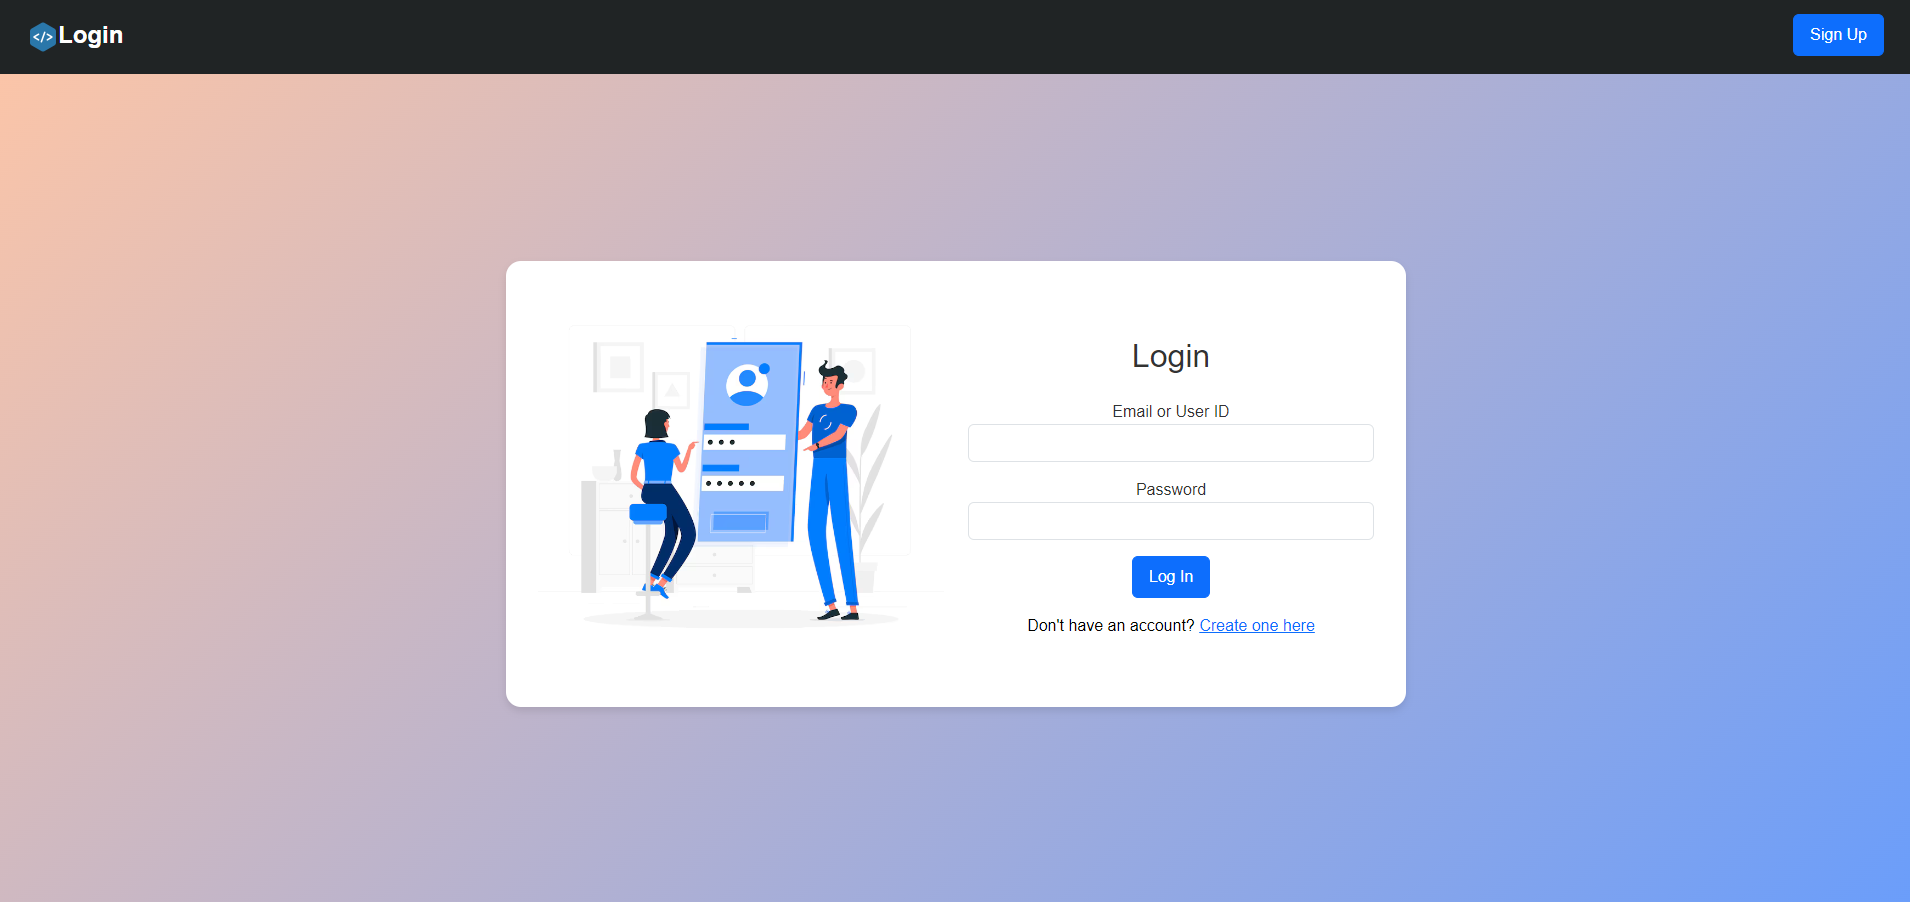 </> Login
Sign Up
Login
Email or User ID
Password
Log In
Don't have an account? Create one here